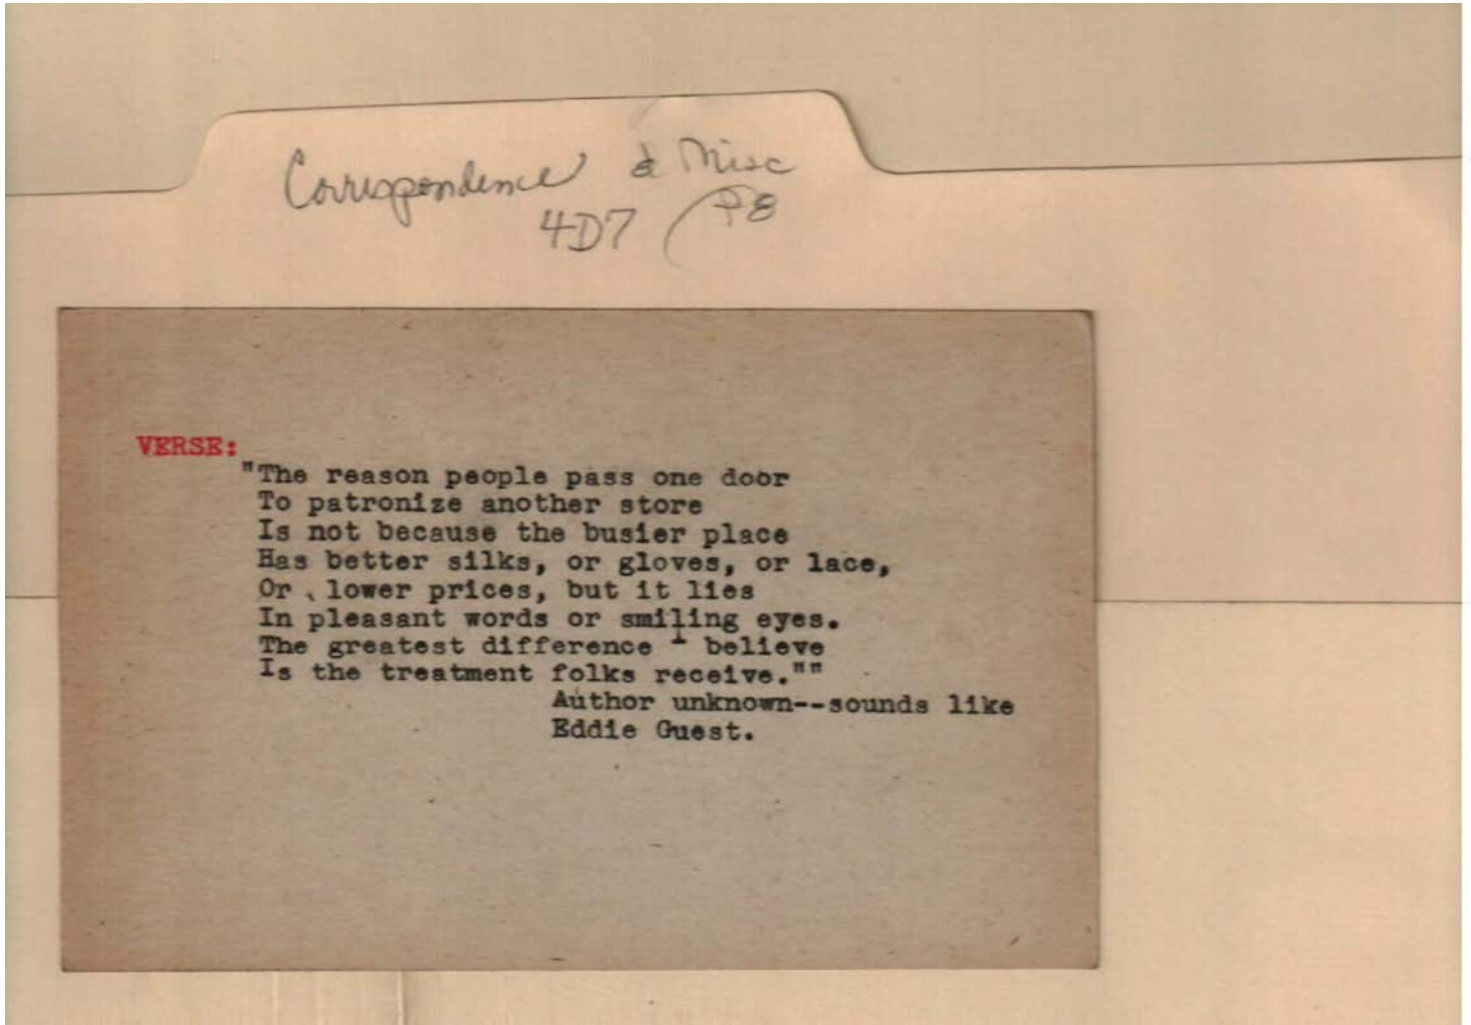 Correspondence & Misc
4D7 P8
VERSE:
"The reason people pass one door
To patronize another store
Is not because the busier place
Has better silks, or gloves, or lace,
Or , lower prices, but it lies
In pleasant words or smiling eyes.
The greatest difference I believe
Is the treatment folks receive.""
Author unknown--sounds like
Eddie Guest.